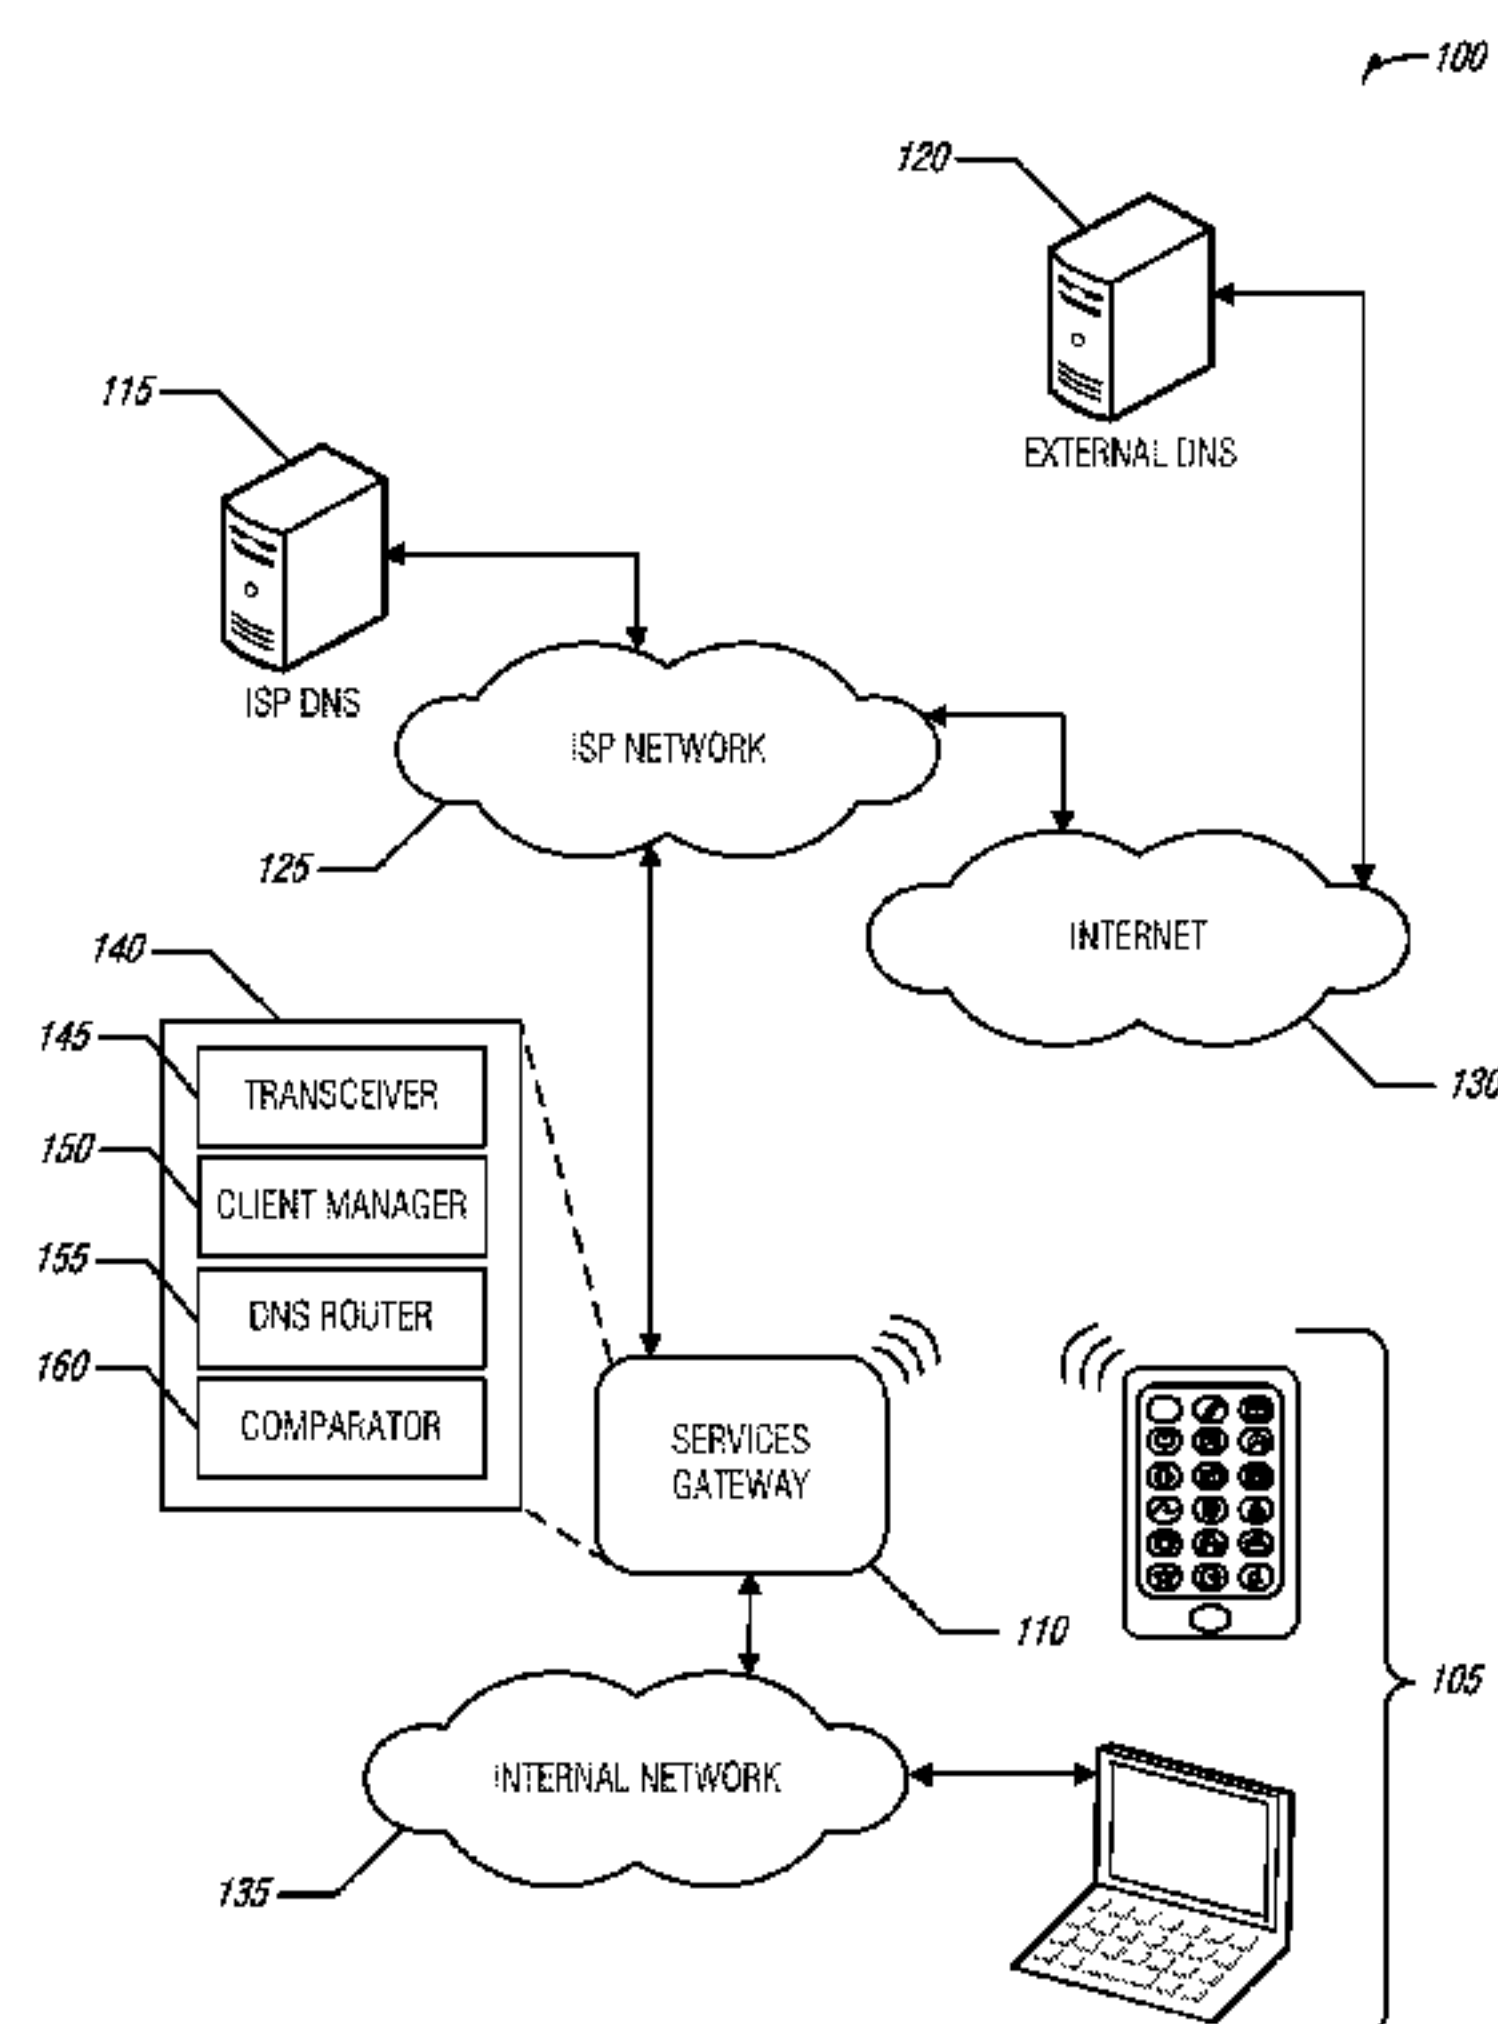 100
120
EXTERNAL DNS
115
ISP DNS
ISP NETWORK
125
INTERNET
130
140
145
TRANSCEIVER
150
CLIENT MANAGER
155
DNS ROUTER
160
COMPARATOR
SERVICES
GATEWAY
110
105
INTERNAL NETWORK
135